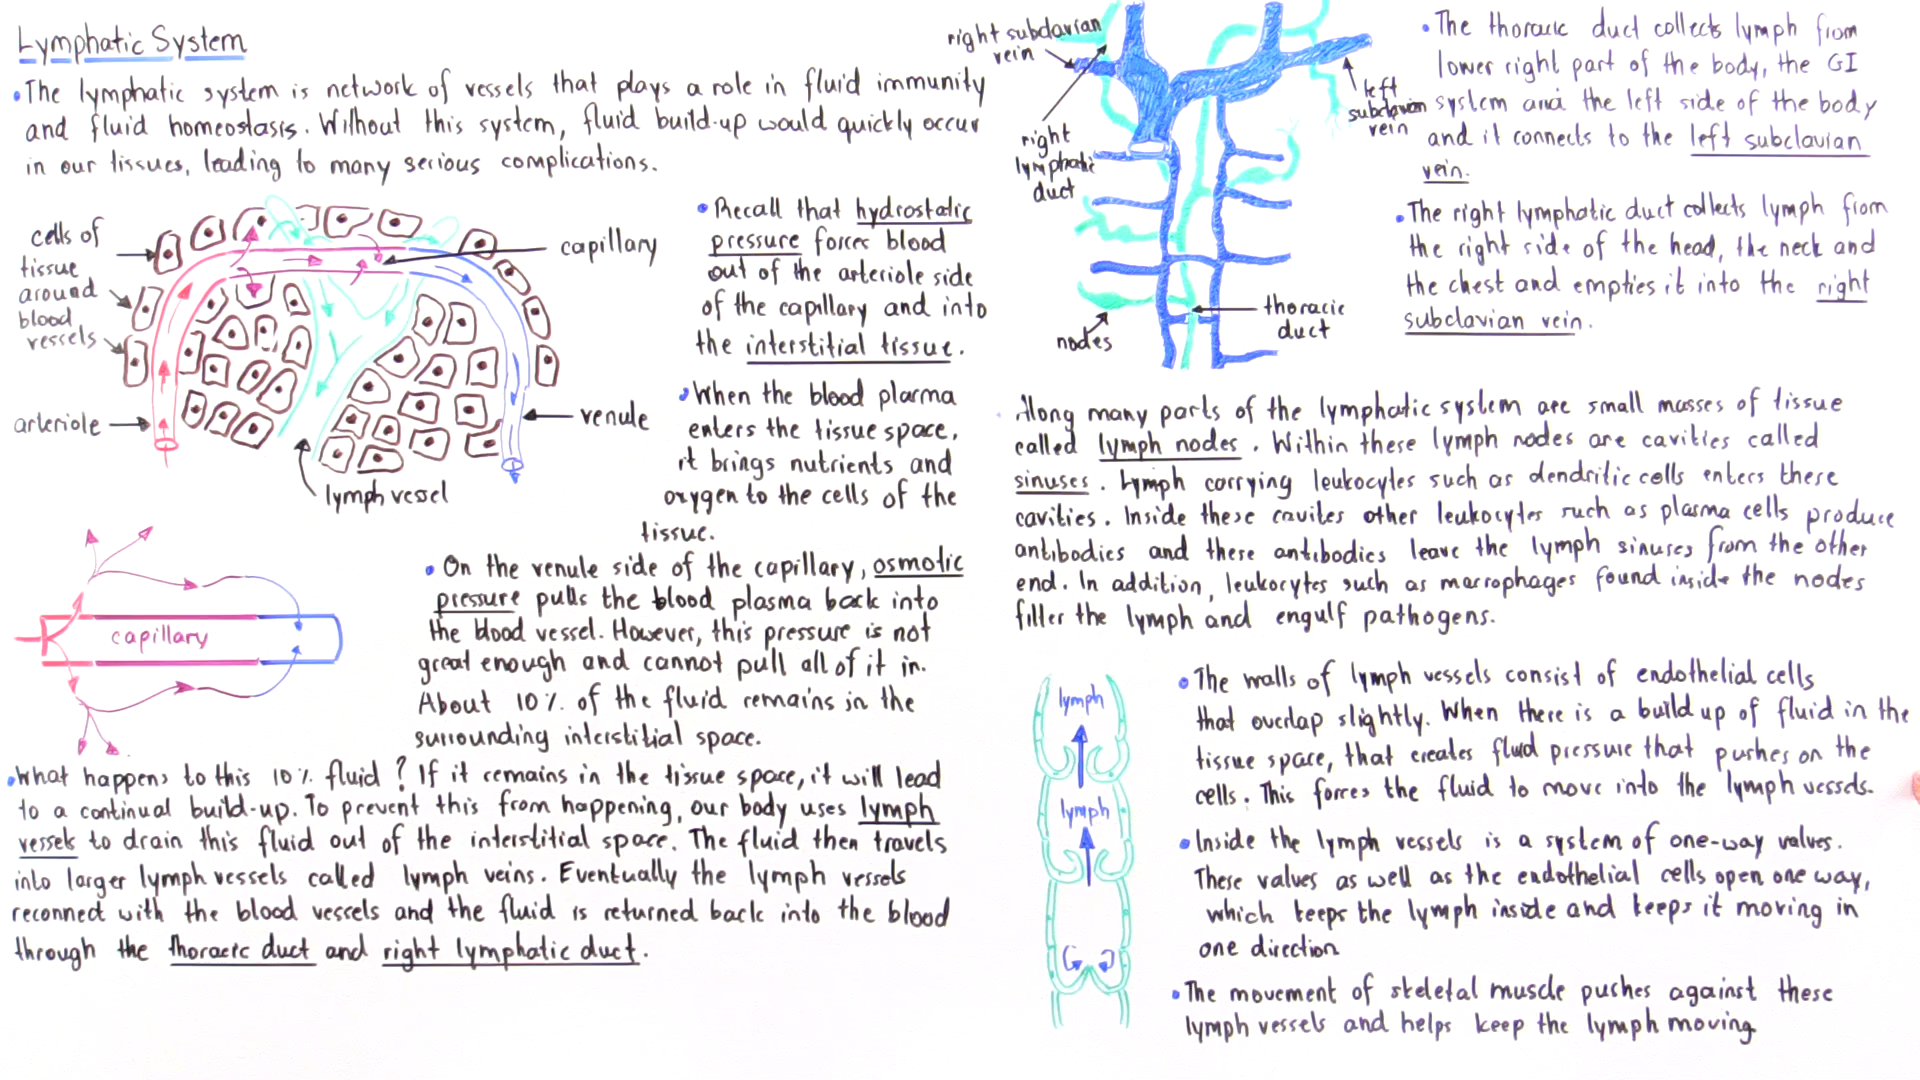 Lymphatic System
• The lymphatic system is network of vessels that plays a role in fluid immunity
and fluid homeostasis. Without this system, fluid build-up would quickly occur
in our tissues, leading to many serious complications.
cells of
tissue
around
blood
vessels
capillary
arteriole
venule
lymph vessel
• Recall that hydrostatic
pressure forces blood
out of the arteriole side
of the capillary and into
the interstitial tissue.
• When the blood plasma
enters the tissue space,
it brings nutrients and
oxygen to the cells of the
tissue.
capillary
• On the venule side of the capillary, osmotic
pressure pulls the blood plasma back into
the blood vessel. However, this pressure is not
great enough and cannot pull all of it in.
About 10% of the fluid remains in the
surrounding interstitial space.
• What happens to this 10% fluid? If it remains in the tissue space, it will lead
to a continual build-up. To prevent this from happening, our body uses lymph
vessels to drain this fluid out of the interstitial space. The fluid then travels
into larger lymph vessels called lymph veins. Eventually the lymph vessels
reconnect with the blood vessels and the fluid is returned back into the blood
through the thoracic duct and right lymphatic duct.
right subclavian
vein
right
lymphatic
duct
left
subclavian
vein
thoracic
duct
nodes
• The thoracic duct collects lymph from
lower right part of the body, the GI
system and the left side of the body
and it connects to the left subclavian
vein.
• The right lymphatic duct collects lymph from
the right side of the head, the neck and
the chest and empties it into the right
subclavian vein.
• Along many parts of the lymphatic system are small masses of tissue
called lymph nodes. Within these lymph nodes are cavities called
sinuses. Lymph carrying leukocytes such as dendritic cells enters these
cavities. Inside these cavites other leukocytes such as plasma cells produce
antibodies and these antibodies leave the lymph sinuses from the other
end. In addition, leukocytes such as macrophages found inside the nodes
filter the lymph and engulf pathogens.
lymph
lymph
• The walls of lymph vessels consist of endothelial cells
that overlap slightly. When there is a build up of fluid in the
tissue space, that creates fluid pressure that pushes on the
cells. This forces the fluid to move into the lymph vessels.
• Inside the lymph vessels is a system of one-way valves.
These valves as well as the endothelial cells open one way,
which keeps the lymph inside and keeps it moving in
one direction
• The movement of skeletal muscle pushes against these
lymph vessels and helps keep the lymph moving